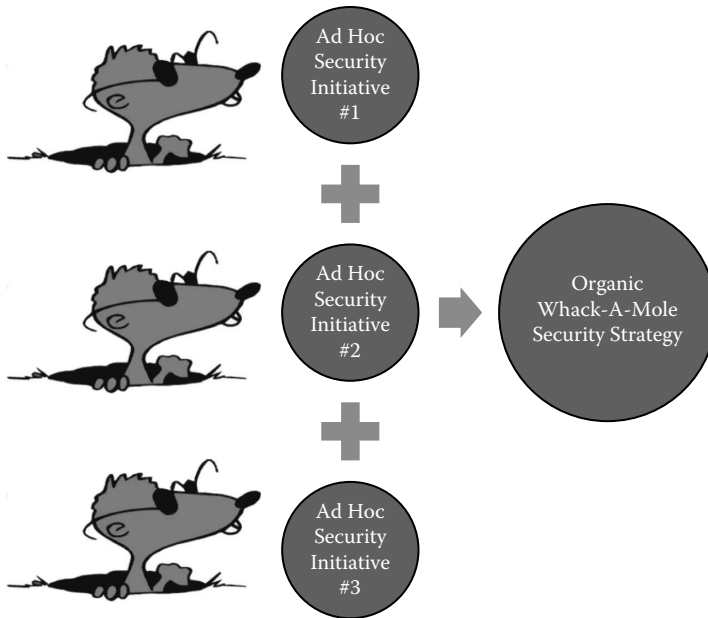 Ad Hoc
Security
Initiative
#1
Ad Hoc
Security
Initiative
#2
Organic
Whack-A-Mole
Security Strategy
Ad Hoc
Security
Initiative
#3